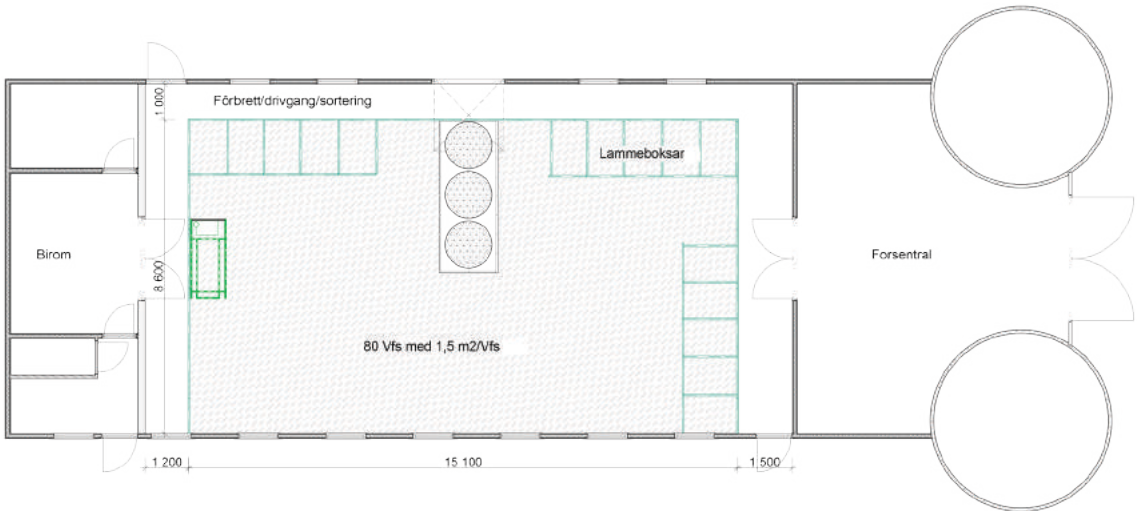 1 000
Fôrbrett/drivgang/sortering
Lammeboksar
Birom
Forsentral
8 600
80 Vfs med 1,5 m2/Vfs
1 200
15 100
1 500